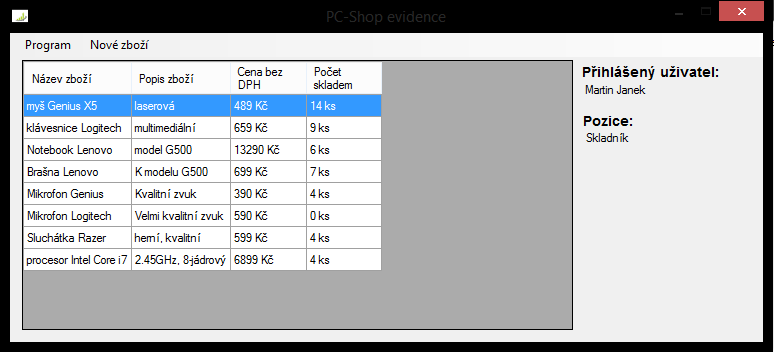 PC-Shop evidence
Program Nové zboží
Název zboží Popis zboží Cena bez DPH Počet skladem
myš Genius X5 laserová 489 Kč 14 ks
klávesnice Logitech multimediální 659 Kč 9 ks
Notebook Lenovo model G500 13290 Kč 6 ks
Brašna Lenovo K modelu G500 699 Kč 7 ks
Mikrofon Genius Kvalitní zvuk 390 Kč 4 ks
Mikrofon Logitech Velmi kvalitní zvuk 590 Kč 0 ks
Sluchátka Razer herní, kvalitní 599 Kč 4 ks
procesor Intel Core i7 2.45GHz, 8-jádrový 6899 Kč 4 ks
Přihlášený uživatel:
Martin Janek
Pozice:
Skladník